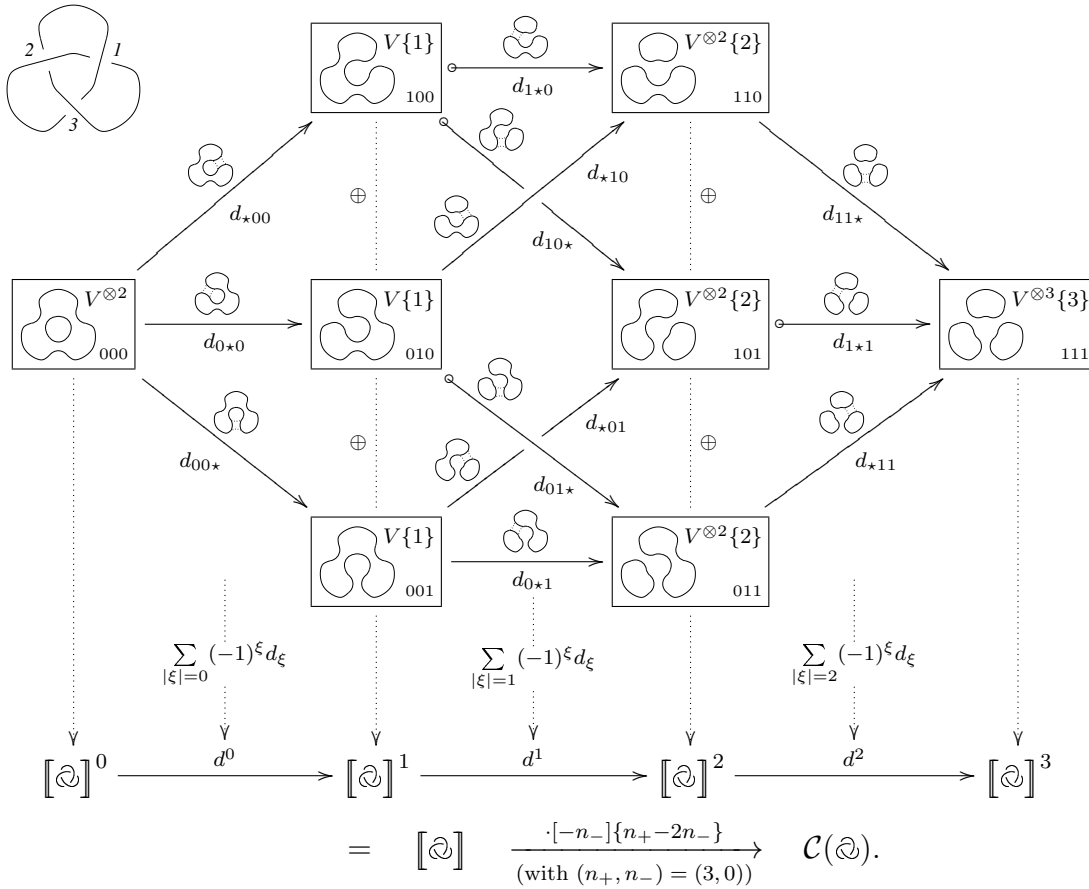 2 1
3
V{1}
100
d_{1⋆0}
V^{⊗2}{2}
110
d_{⋆00}
⊕
d_{⋆10}
d_{10⋆}
⊕
d_{11⋆}
V^{⊗2}
000
d_{0⋆0}
V{1}
010
V^{⊗2}{2}
101
d_{1⋆1}
V^{⊗3}{3}
111
d_{00⋆}
⊕
d_{⋆01}
d_{01⋆}
⊕
d_{⋆11}
V{1}
001
d_{0⋆1}
V^{⊗2}{2}
011
∑_{|ξ|=0} (−1)^ξ d_ξ
∑_{|ξ|=1} (−1)^ξ d_ξ
∑_{|ξ|=2} (−1)^ξ d_ξ
⟦ ⟧^0 d^0 ⟦ ⟧^1 d^1 ⟦ ⟧^2 d^2 ⟦ ⟧^3
·[−n_−]{n_+−2n_−}
= ⟦ ⟧ 𝒞( ).
(with (n_+, n_−) = (3, 0))